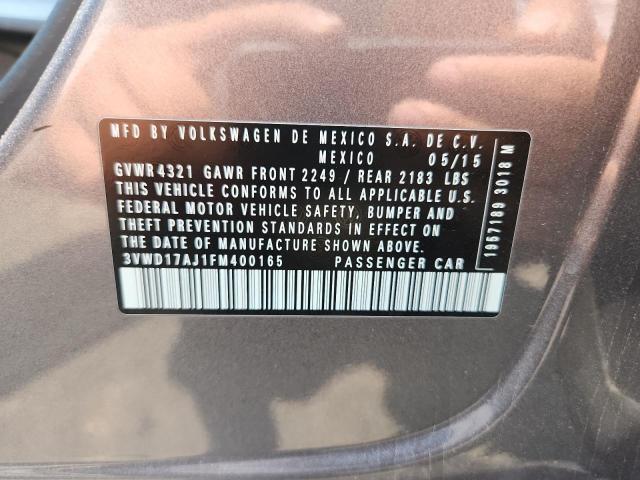 MFD BY VOLKSWAGEN DE MEXICO S.A. DE C.V.
MEXICO 05/15
GVWR 4321 GAWR FRONT 2249 / REAR 2183 LBS
THIS VEHICLE CONFORMS TO ALL APPLICABLE U.S.
FEDERAL MOTOR VEHICLE SAFETY, BUMPER AND
THEFT PREVENTION STANDARDS IN EFFECT ON
THE DATE OF MANUFACTURE SHOWN ABOVE.
3VWD17AJ1FM400165 PASSENGER CAR
1967189 3018 M